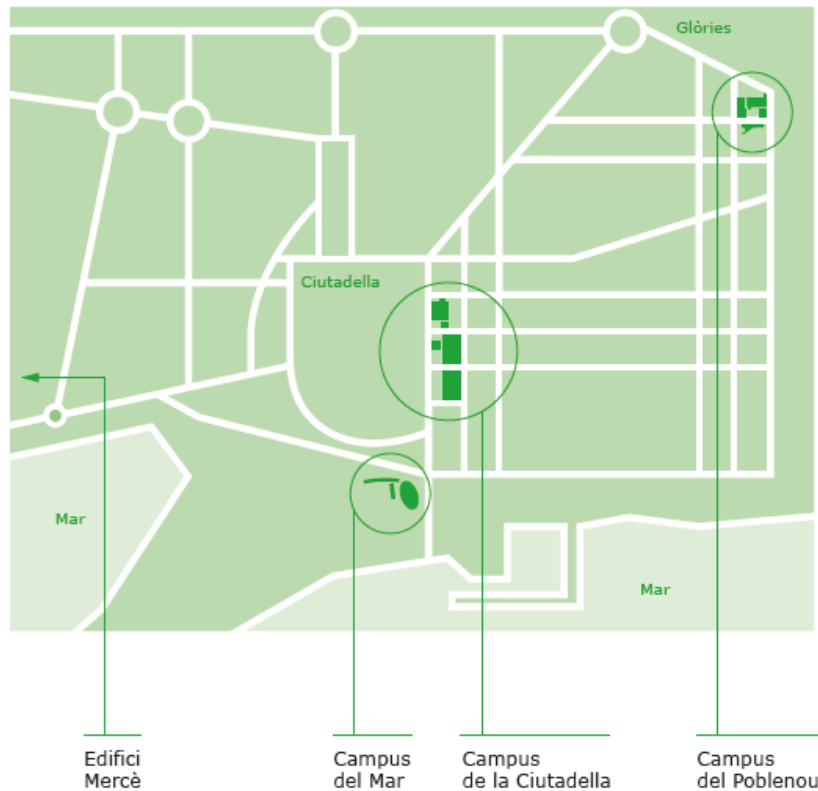 Glòries
Ciutadella
Mar
Mar
Edifici
Mercè
Campus
del Mar
Campus
de la Ciutadella
Campus
del Poblenou